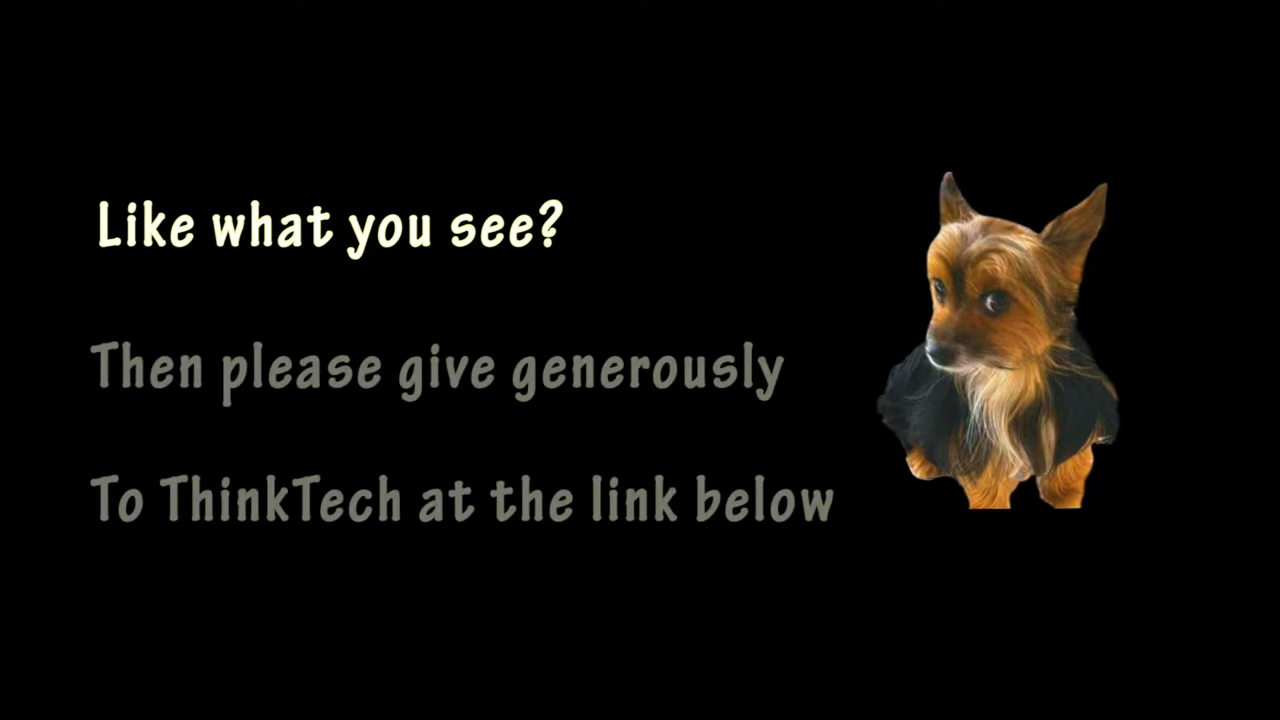 Like what you see?
Then please give generously
To ThinkTech at the link below